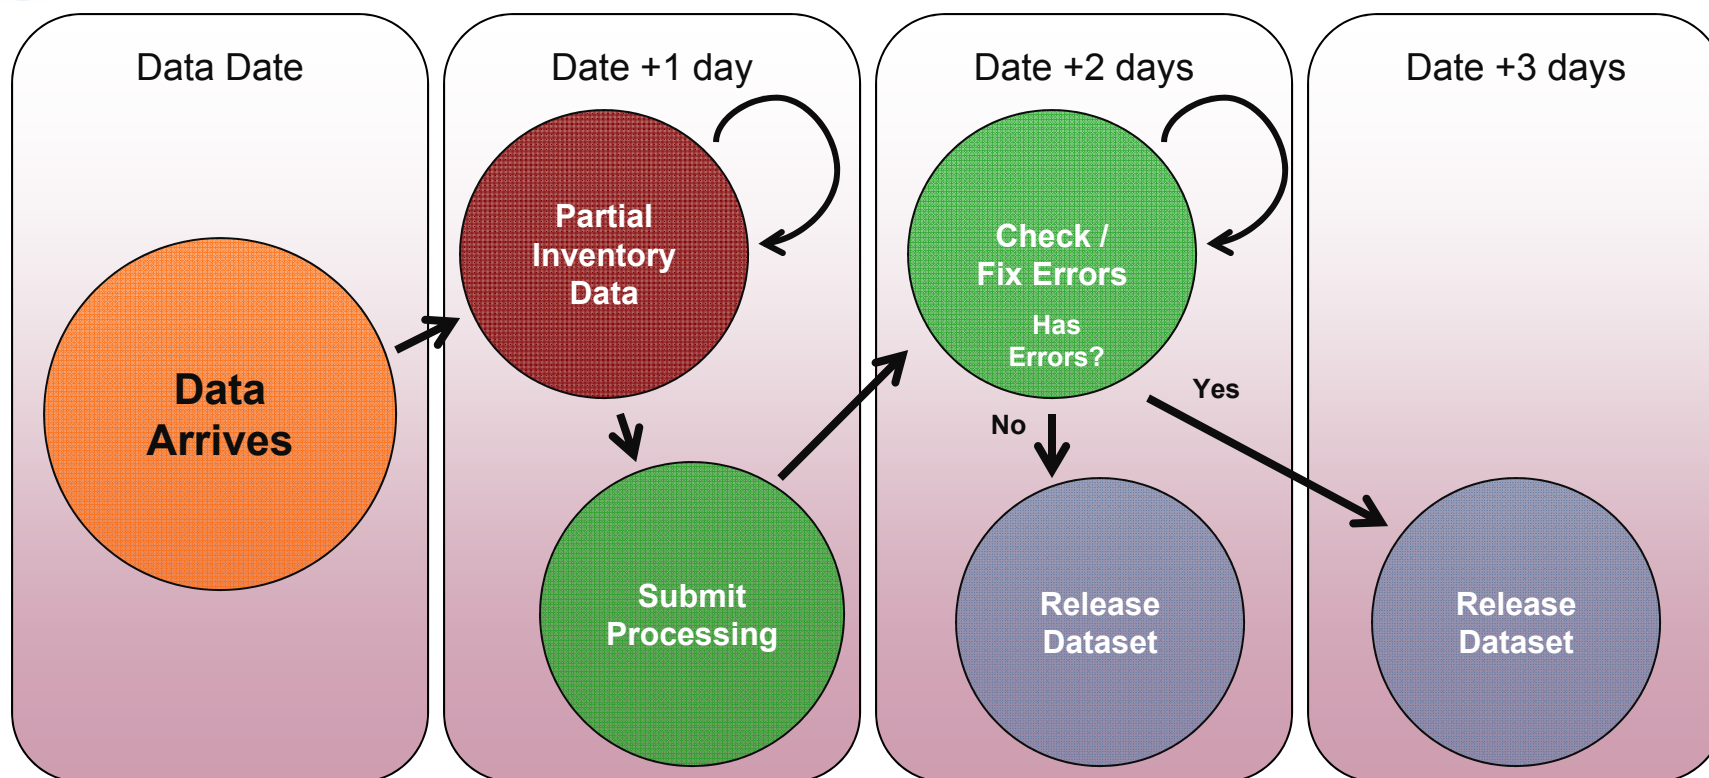 Data Date
Date +1 day
Date +2 days
Date +3 days
Data
Arrives
Partial
Inventory
Data
Submit
Processing
Check /
Fix Errors
Has
Errors?
No
Yes
Release
Dataset
Release
Dataset